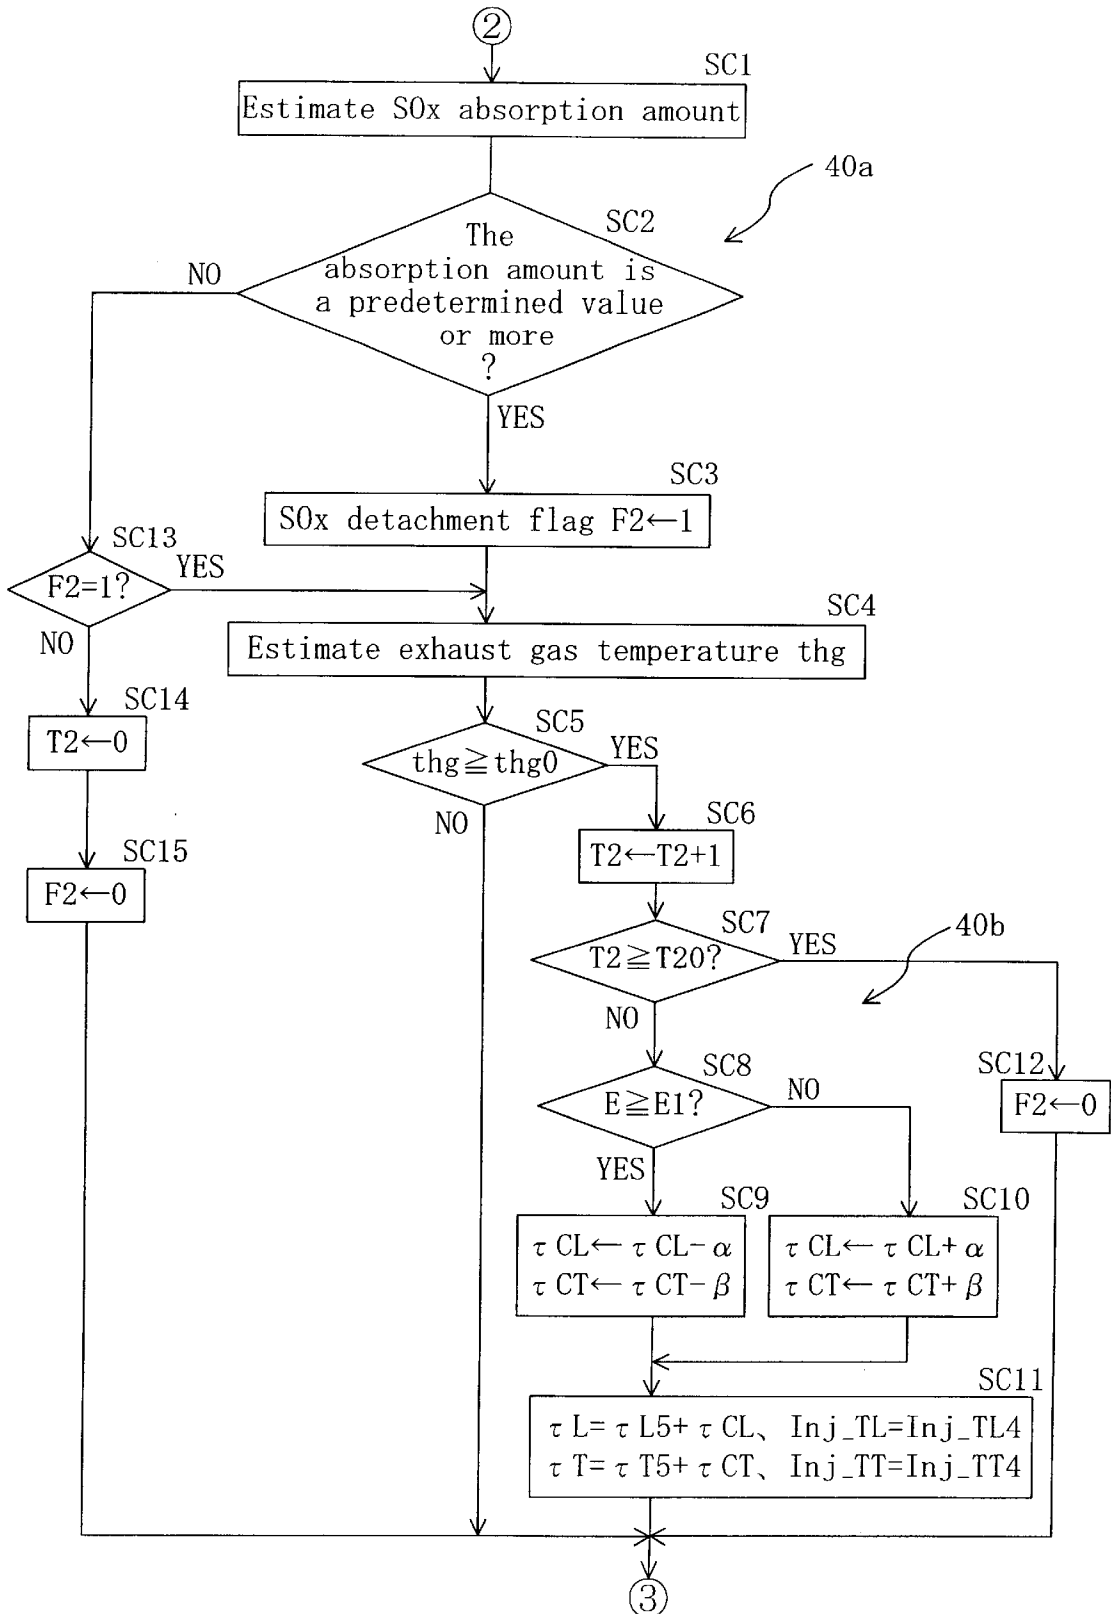 ②
SC1
Estimate SOx absorption amount
40a
SC2
The
absorption amount is
a predetermined value
or more
?
NO
YES
SC3
SOx detachment flag F2←1
SC13
F2=1?
YES
NO
SC4
Estimate exhaust gas temperature thg
SC14
T2←0
SC5
thg≧thg0
YES
NO
SC6
T2←T2+1
SC15
F2←0
SC7
T2≧T20?
YES
NO
40b
SC8
E≧E1?
NO
YES
SC12
F2←0
SC9
τCL←τCL-α
τCT←τCT-β
SC10
τCL←τCL+α
τCT←τCT+β
SC11
τL=τL5+τCL、Inj_TL=Inj_TL4
τT=τT5+τCT、Inj_TT=Inj_TT4
③